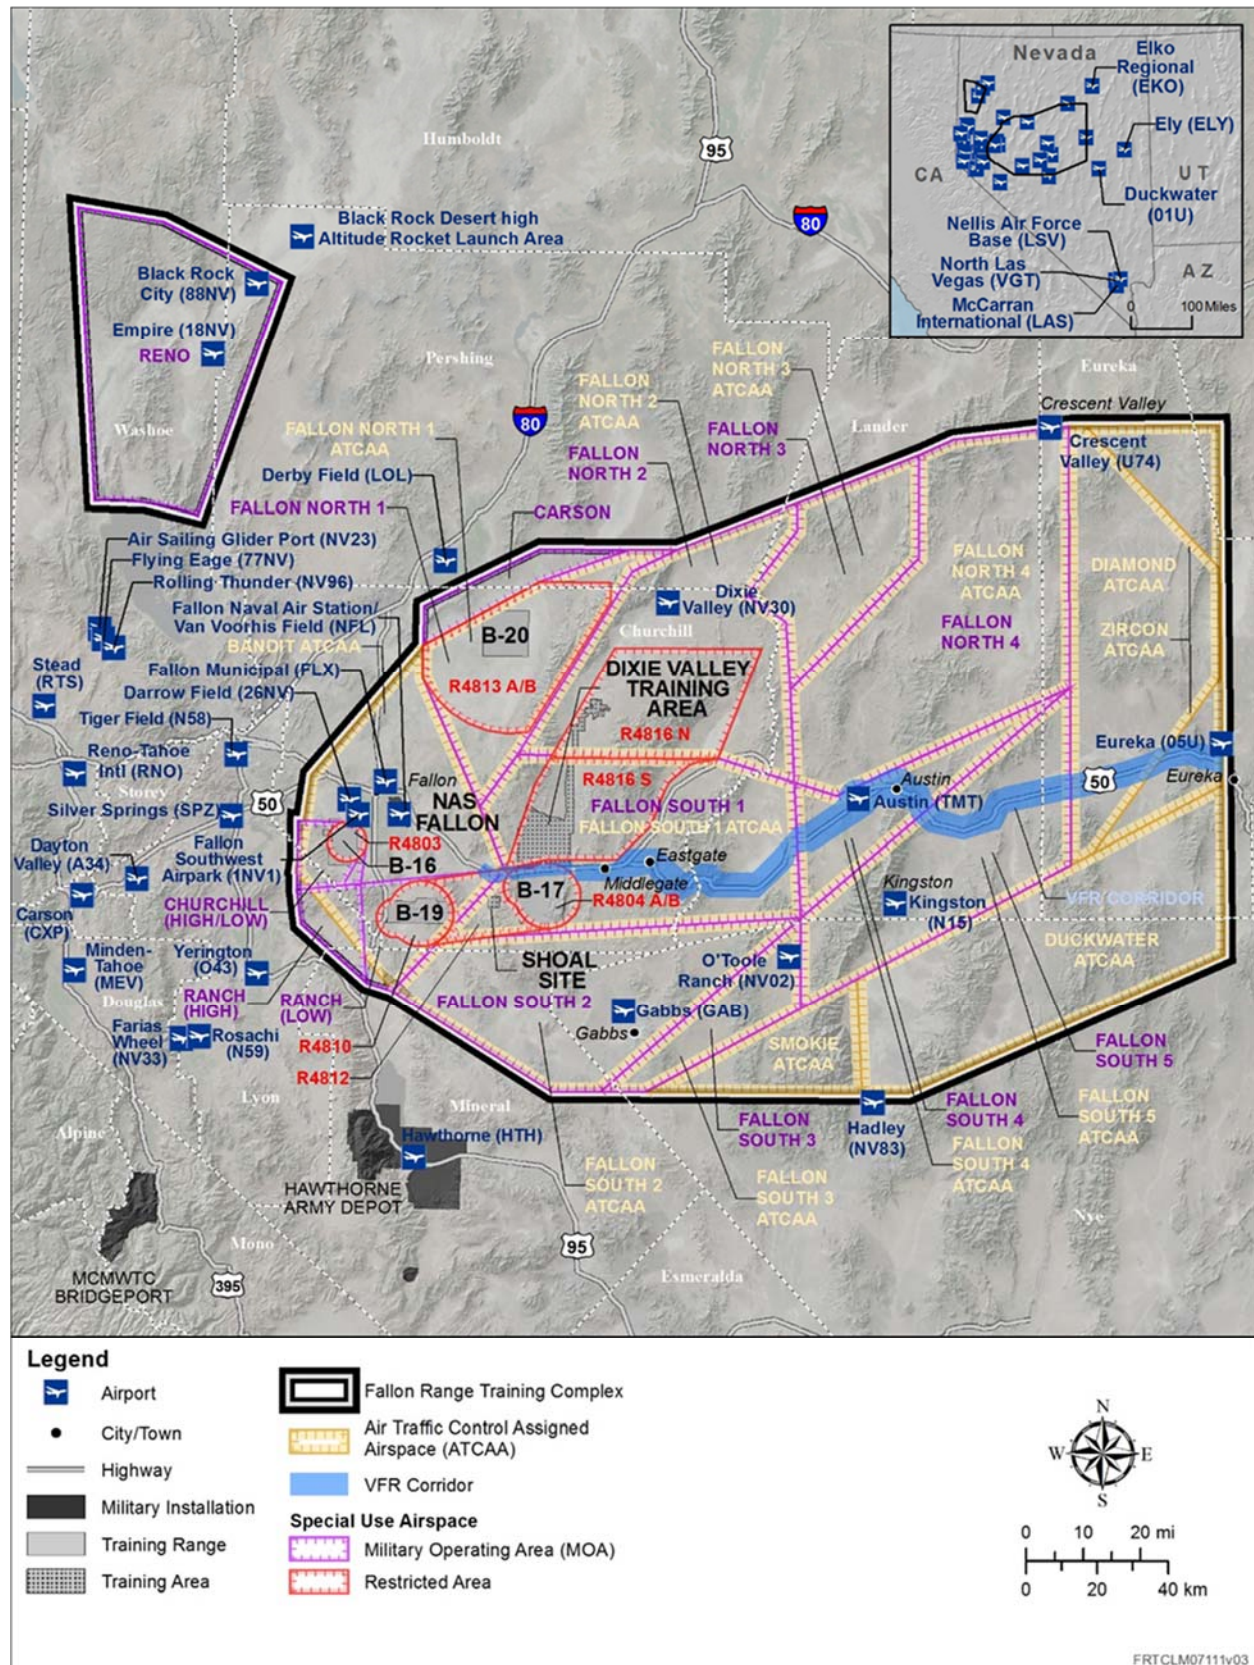 Nevada
Elko
Regional
(EKO)
Ely (ELY)
CA
UT
Duckwater
(01U)
Nellis Air Force
Base (LSV)
North Las
Vegas (VGT)
AZ
McCarran
International (LAS)
0 100 Miles
Humboldt
95
80
Black Rock Desert high
Altitude Rocket Launch Area
Black Rock
City (88NV)
Empire (18NV)
RENO
Washoe
Pershing
80
FALLON
NORTH 3
ATCAA
FALLON
NORTH 2
ATCAA
Eureka
Crescent Valley
Lander
FALLON NORTH 1
ATCAA
FALLON
NORTH 3
FALLON
NORTH 2
Crescent
Valley (U74)
Derby Field (LOL)
FALLON NORTH 1
CARSON
Air Sailing Glider Port (NV23)
Flying Eage (77NV)
Rolling Thunder (NV96)
Fallon Naval Air Station/
Van Voorhis Field (NFL)
BANDIT ATCAA
Fallon Municipal (FLX)
Darrow Field (26NV)
Tiger Field (N58)
Stead
(RTS)
Reno-Tahoe
Intl (RNO)
Storey
Silver Springs (SPZ)
50
Dayton
Valley (A34)
Fallon
Southwest
Airpark (1NV1)
Carson
(CXP)
FALLON
NORTH 4
ATCAA
DIAMOND
ATCAA
Dixie
Valley (NV30)
Churchill
B-20
FALLON
NORTH 4
ZIRCON
ATCAA
DIXIE VALLEY
TRAINING
AREA
R4813 A/B
R4816 N
Eureka (05U)
Eureka
R4816 S
Fallon
NAS
FALLON
FALLON SOUTH 1
FALLON SOUTH 1 ATCAA
Austin
Austin (TMT)
50
R4803
B-16
Eastgate
Middlegate
B-17
R4804 A/B
Kingston
Kingston
(N15)
VFR CORRIDOR
CHURCHILL
(HIGH/LOW)
B-19
Minden-
Tahoe
(MEV)
Yerington
(O43)
SHOAL
SITE
DUCKWATER
ATCAA
O'Toole
Ranch (NV02)
Douglas
RANCH
(HIGH)
RANCH
(LOW)
FALLON SOUTH 2
Gabbs (GAB)
Gabbs
Farias
Wheel
(NV33)
Rosachi
(N59)
R4810
R4812
SMOKIE
ATCAA
FALLON
SOUTH 5
Lyon
Mineral
FALLON
SOUTH 3
Hadley
(NV83)
FALLON
SOUTH 4
FALLON
SOUTH 5
ATCAA
Alpine
Hawthorne (HTH)
HAWTHORNE
ARMY DEPOT
FALLON
SOUTH 2
ATCAA
FALLON
SOUTH 3
ATCAA
FALLON
SOUTH 4
ATCAA
Nye
Mono
95
MCMWTC
BRIDGEPORT
395
Esmeralda
Legend
Airport
City/Town
Highway
Military Installation
Training Range
Training Area
Fallon Range Training Complex
Air Traffic Control Assigned
Airspace (ATCAA)
VFR Corridor
Special Use Airspace
Military Operating Area (MOA)
Restricted Area
N
W E
S
0 10 20 mi
0 20 40 km
FRTCLM07111v03